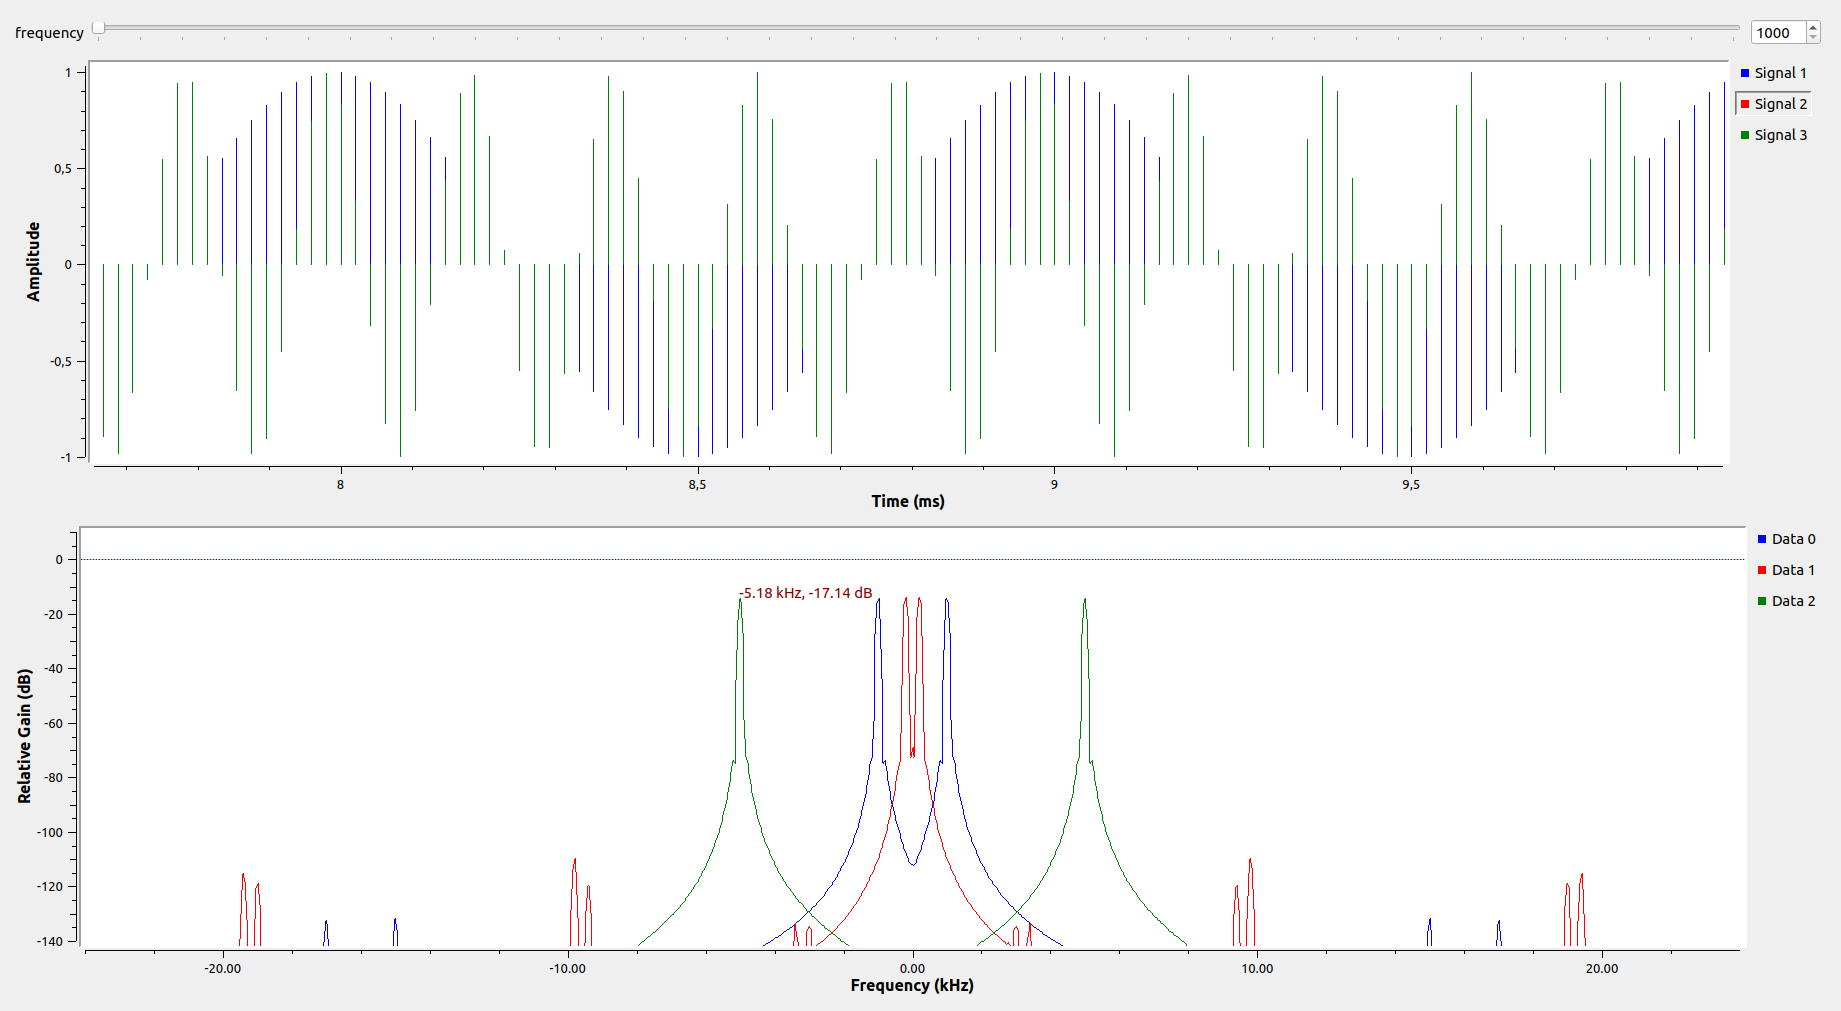 frequency
1000
Signal 1
Signal 2
Signal 3
1
0,5
0
-0,5
-1
Amplitude
8
8,5
9
9,5
Time (ms)
Data 0
Data 1
Data 2
-5.18 kHz, -17.14 dB
0
-20
-40
-60
-80
-100
-120
-140
Relative Gain (dB)
-20.00
-10.00
0.00
10.00
20.00
Frequency (kHz)